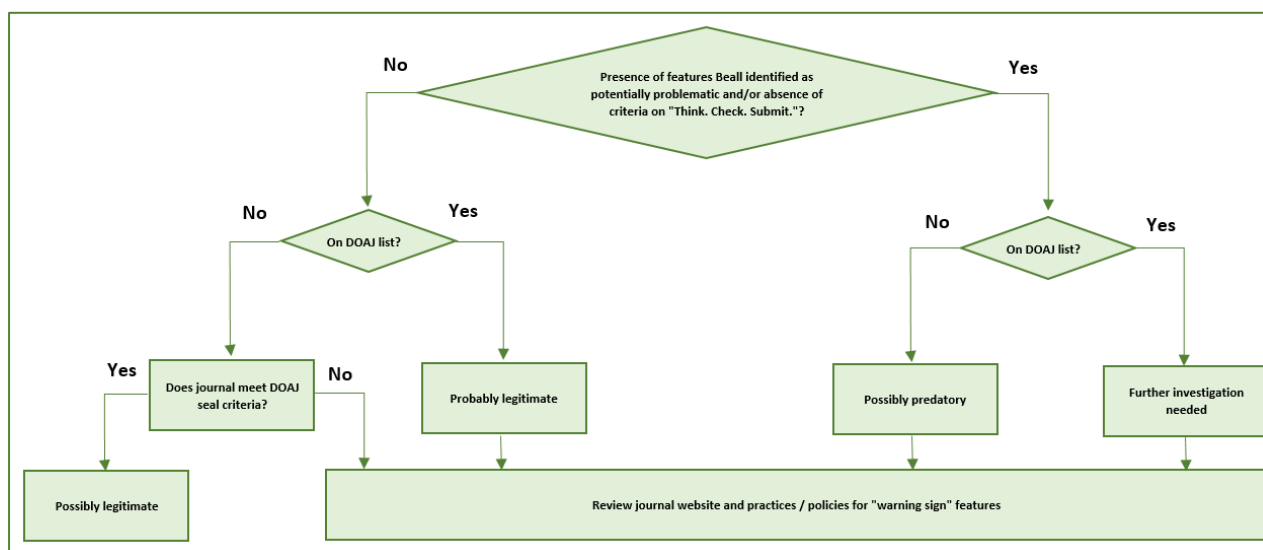 No
Presence of features Beall identified as
potentially problematic and/or absence of
criteria on "Think. Check. Submit."?
Yes
No
On DOAJ list?
Yes
No
On DOAJ list?
Yes
Yes
Does journal meet DOAJ
seal criteria?
No
Probably legitimate
Possibly predatory
Further investigation
needed
Possibly legitimate
Review journal website and practices / policies for "warning sign" features